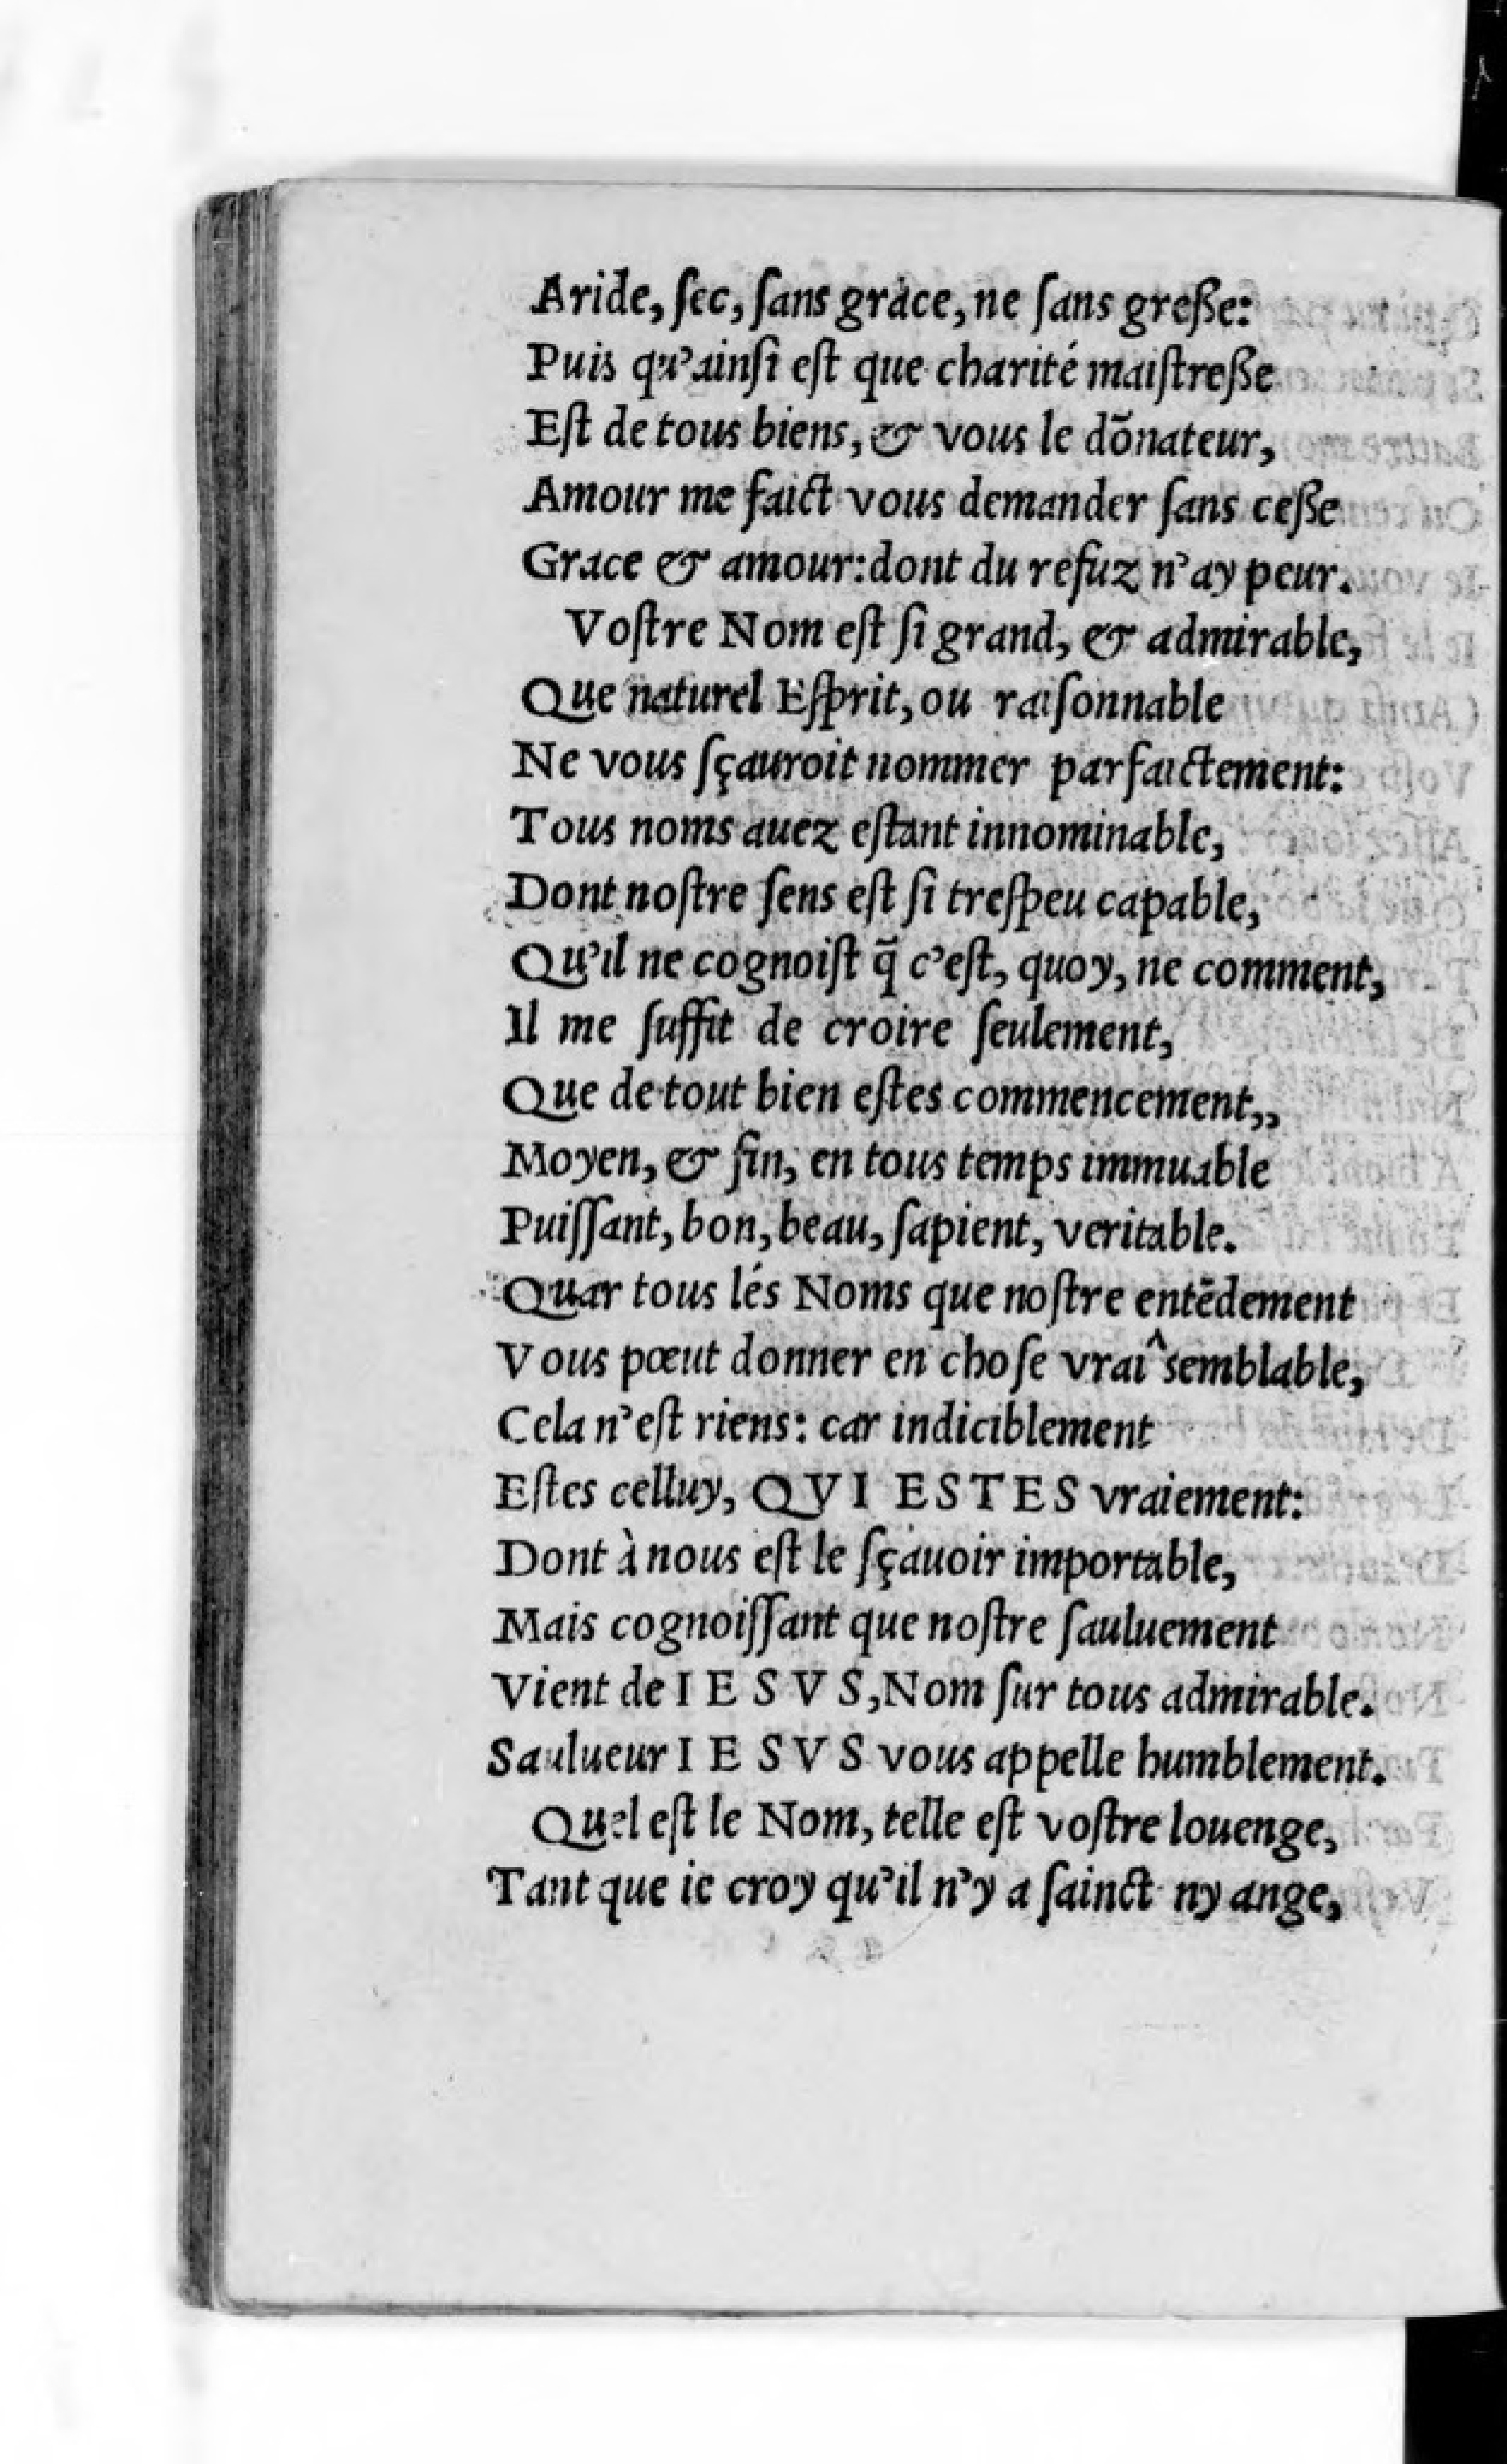 Aride, ſec, ſans grace, ne ſans greße:
Puis qu'ainſi eſt que charité maiſtreße
Eſt de tous biens, & vous le dõnateur,
Amour me faict vous demander ſans ceße
Grace & amour: dont du refuz n'ay peur.
Voſtre Nom eſt ſi grand, & admirable,
Que naturel Eſprit, ou raiſonnable
Ne vous ſçauroit nommer parfaictement:
Tous noms auez eſtant innominable,
Dont noſtre ſens eſt ſi treſpeu capable,
Qu'il ne cognoiſt q̃ c'eſt, quoy, ne comment,
Il me ſuffit de croire ſeulement,
Que de tout bien eſtes commencement,,
Moyen, & fin, en tous temps immuable
Puiſſant, bon, beau, ſapient, veritable.
Quar tous lés Noms que noſtre entẽdement
Vous pœut donner en choſe vrai^semblable,
Cela n'eſt riens: car indiciblement
Eſtes celluy, QVI ESTES vraiement:
Dont à nous eſt le ſçauoir importable,
Mais cognoiſſant que noſtre ſauluement
Vient de IESVS, Nom ſur tous admirable.
Saulueur IESVS vous appelle humblement.
Quel eſt le Nom, telle eſt voſtre louenge,
Tant que ie croy qu'il n'y a ſainct ny ange,